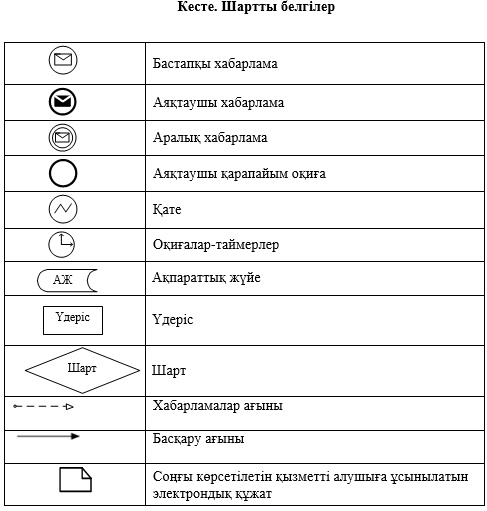 Кесте. Шартты белгілер
Бастапқы хабарлама
Аяқтаушы хабарлама
Аралық хабарлама
Аяқтаушы қарапайым оқиға
Қате
Оқиғалар-таймерлер
АЖ Ақпараттық жүйе
Үдеріс Үдеріс
Шарт Шарт
Хабарламалар ағыны
Басқару ағыны
Соңғы көрсетілетін қызметті алушыға ұсынылатын
электрондық құжат